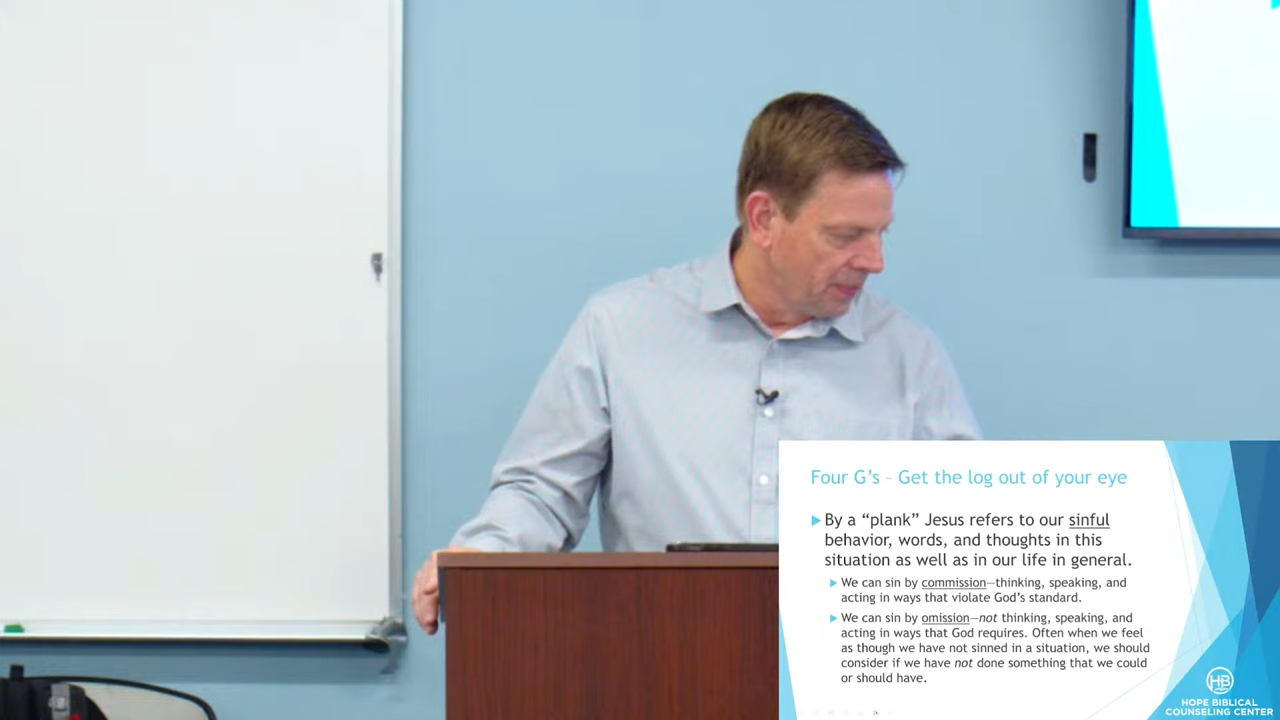 Four G's – Get the log out of your eye
By a “plank” Jesus refers to our sinful
behavior, words, and thoughts in this
situation as well as in our life in general.
We can sin by commission—thinking, speaking, and
acting in ways that violate God’s standard.
We can sin by omission—not thinking, speaking, and
acting in ways that God requires. Often when we feel
as though we have not sinned in a situation, we should
consider if we have not done something that we could
or should have.
HB
HOPE BIBLICAL
COUNSELING CENTER